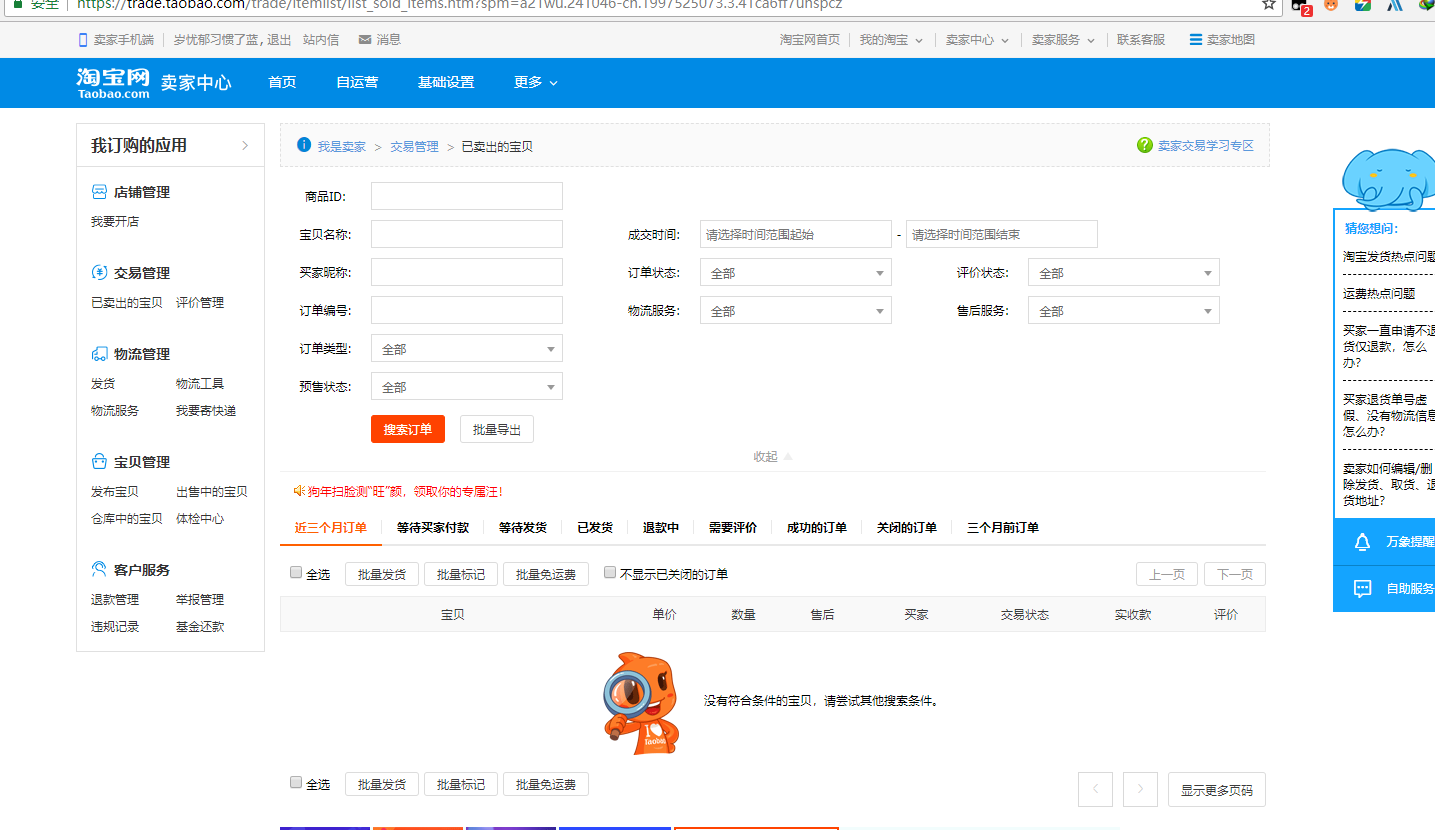 安全 https://trade.taobao.com/trade/itemlist/list_sold_items.htm?spm=a21wu.241046-ch.1997525073.3.41ca6ff7uhspcz
2
卖家手机端 岁忧郁习惯了蓝，退出 站内信 消息 淘宝网首页 我的淘宝 卖家中心 卖家服务 联系客服 卖家地图
淘宝网 Taobao.com 卖家中心 首页 自运营 基础设置 更多
我订购的应用 >
店铺管理
我要开店
交易管理
已卖出的宝贝 评价管理
物流管理
发货 物流工具
物流服务 我要寄快递
宝贝管理
发布宝贝 出售中的宝贝
仓库中的宝贝 体检中心
客户服务
退款管理 举报管理
违规记录 基金还款
我是卖家 > 交易管理 > 已卖出的宝贝 卖家交易学习专区
商品ID:
宝贝名称: 成交时间: 请选择时间范围起始 - 请选择时间范围结束
买家昵称: 订单状态: 全部 评价状态: 全部
订单编号: 物流服务: 全部 售后服务: 全部
订单类型: 全部
预售状态: 全部
搜索订单 批量导出
收起
狗年扫脸测“旺”颜，领取你的专属汪！
近三个月订单 等待买家付款 等待发货 已发货 退款中 需要评价 成功的订单 关闭的订单 三个月前订单
全选 批量发货 批量标记 批量免运费 不显示已关闭的订单 上一页 下一页
宝贝 单价 数量 售后 买家 交易状态 实收款 评价
没有符合条件的宝贝，请尝试其他搜索条件。
I
Taobao
全选 批量发货 批量标记 批量免运费 < > 显示更多页码
猜您想问：
淘宝发货热点问题
运费热点问题
买家一直申请不退
货仅退款，怎么
办？
买家退货单号虚
假、没有物流信息
怎么办？
卖家如何编辑/删
除发货、取货、退
货地址？
万象提醒
自助服务